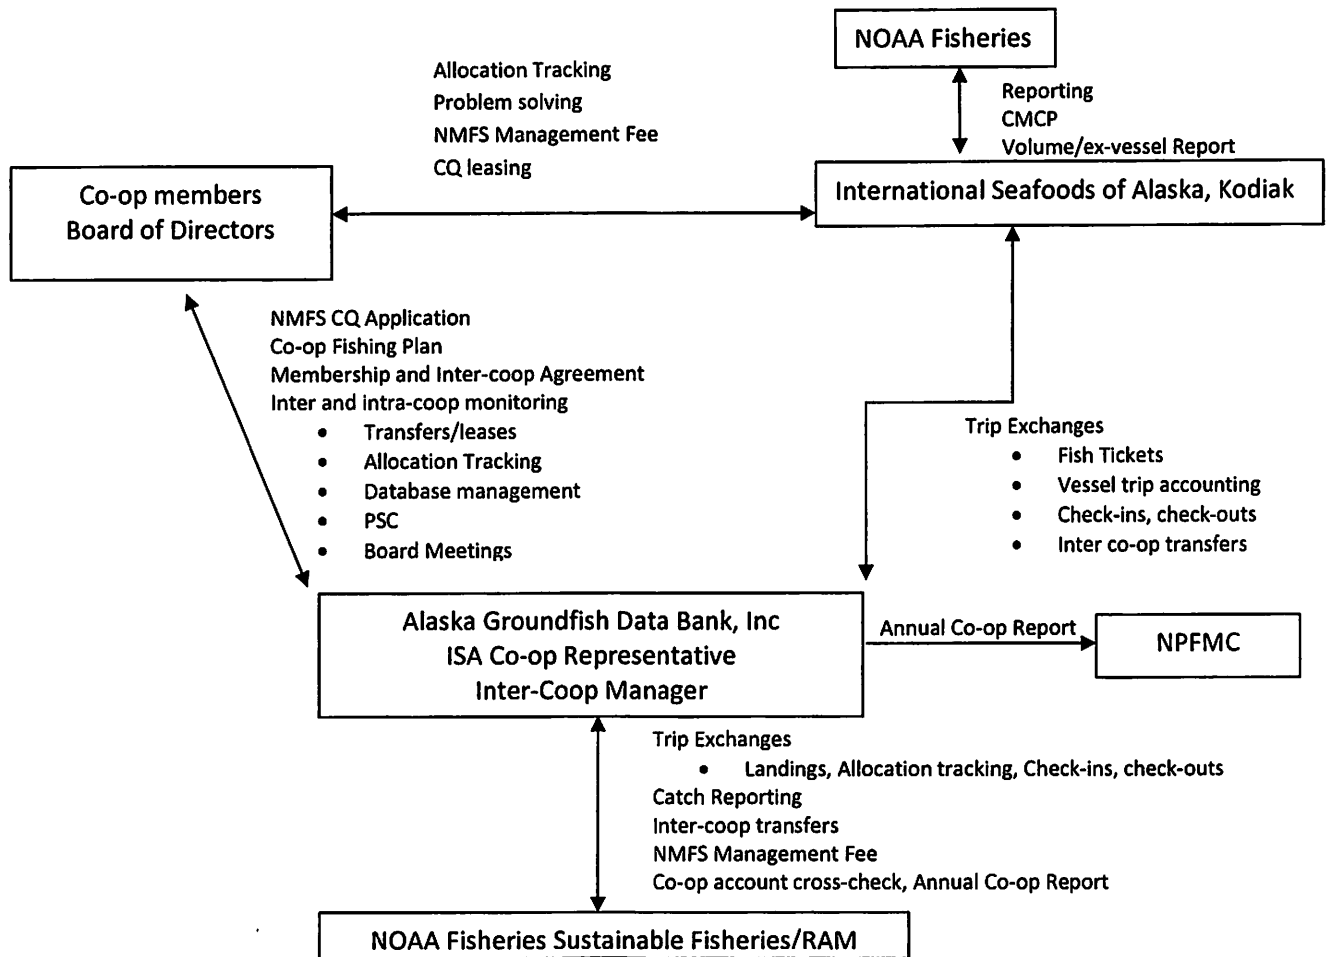 NOAA Fisheries
Allocation Tracking
Problem solving
NMFS Management Fee
CQ leasing
Reporting
CMCP
Volume/ex-vessel Report
Co-op members
Board of Directors
International Seafoods of Alaska, Kodiak
NMFS CQ Application
Co-op Fishing Plan
Membership and Inter-coop Agreement
Inter and intra-coop monitoring
• Transfers/leases
• Allocation Tracking
• Database management
• PSC
• Board Meetings
Trip Exchanges
• Fish Tickets
• Vessel trip accounting
• Check-ins, check-outs
• Inter co-op transfers
Alaska Groundfish Data Bank, Inc
ISA Co-op Representative
Inter-Coop Manager
Annual Co-op Report
NPFMC
Trip Exchanges
• Landings, Allocation tracking, Check-ins, check-outs
Catch Reporting
Inter-coop transfers
NMFS Management Fee
Co-op account cross-check, Annual Co-op Report
NOAA Fisheries Sustainable Fisheries/RAM